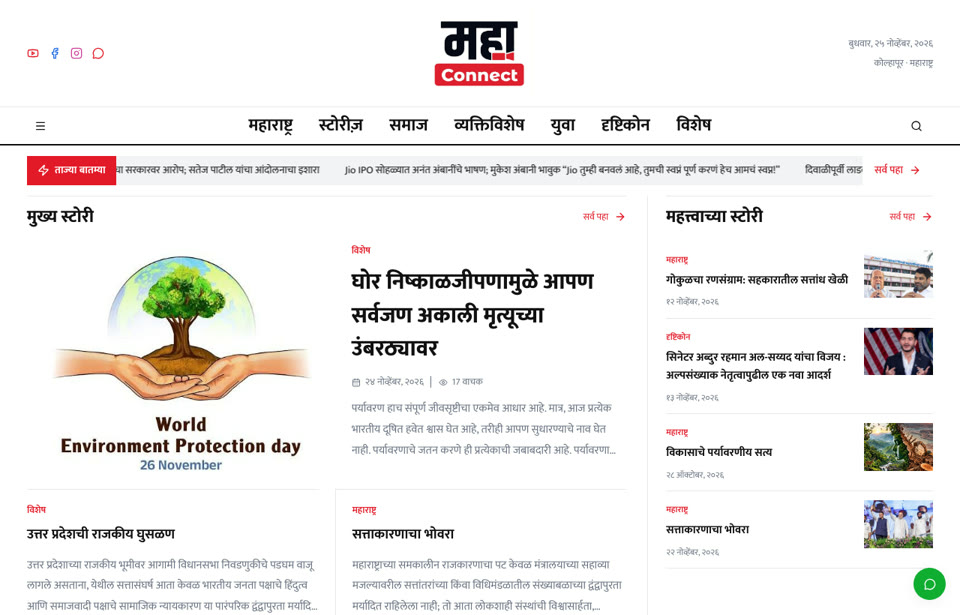 महा
Connect
बुधवार, २५ नोव्हेंबर, २०२६
कोल्हापूर · महाराष्ट्र
महाराष्ट्र स्टोरीज़ समाज व्यक्तिविशेष युवा दृष्टिकोन विशेष
ताज्या बातम्या
सरकारवर आरोप; सतेज पाटील यांचा आंदोलनाचा इशारा
Jio IPO सोहळ्यात अनंत अंबानींचे भाषण; मुकेश अंबानी भावुक “Jio तुम्ही बनवलं आहे, तुमची स्वप्नं पूर्ण करणं हेच आमचं स्वप्न!”
दिवाळीपूर्वी
सर्व पहा
मुख्य स्टोरी
सर्व पहा
World
Environment Protection day
26 November
विशेष
घोर निष्काळजीपणामुळे आपण
सर्वजण अकाली मृत्यूच्या
उंबरठ्यावर
२४ नोव्हेंबर, २०२६ | 17 वाचक
पर्यावरण हाच संपूर्ण जीवसृष्टीचा एकमेव आधार आहे. मात्र, आज प्रत्येक
भारतीय दूषित हवेत श्वास घेत आहे, तरीही आपण सुधारण्याचे नाव घेत
नाही. पर्यावरणाचे जतन करणे ही प्रत्येकाची जबाबदारी आहे. पर्यावरणा...
विशेष
उत्तर प्रदेशची राजकीय घुसळण
उत्तर प्रदेशाच्या राजकीय भूमीवर आगामी विधानसभा निवडणुकीचे पडघम वाजू
लागले असताना, येथील सत्तासंघर्ष आता केवळ भारतीय जनता पक्षाचे हिंदुत्व
आणि समाजवादी पक्षाचे सामाजिक न्यायकारण या पारंपरिक द्वंद्वापुरता मर्यादि...
महाराष्ट्र
सत्ताकारणाचा भोवरा
महाराष्ट्राच्या समकालीन राजकारणाचा पट केवळ मंत्रालयाच्या सहाव्या
मजल्यावरील सत्तांतरांच्या किंवा विधिमंडळातील संख्याबळाच्या द्वंद्वापुरता
मर्यादित राहिलेला नाही; तो आता लोकशाही संस्थांची विश्वासार्हता,...
महत्त्वाच्या स्टोरी
सर्व पहा
महाराष्ट्र
गोकुळचा रणसंग्राम: सहकारातील सत्तांध खेळी
१२ नोव्हेंबर, २०२६
दृष्टिकोन
सिनेटर अब्दुर रहमान अल-सय्यद यांचा विजय :
अल्पसंख्याक नेतृत्वापुढील एक नवा आदर्श
१३ नोव्हेंबर, २०२६
महाराष्ट्र
विकासाचे पर्यावरणीय सत्य
२८ ऑक्टोबर, २०२६
महाराष्ट्र
सत्ताकारणाचा भोवरा
२२ नोव्हेंबर, २०२६